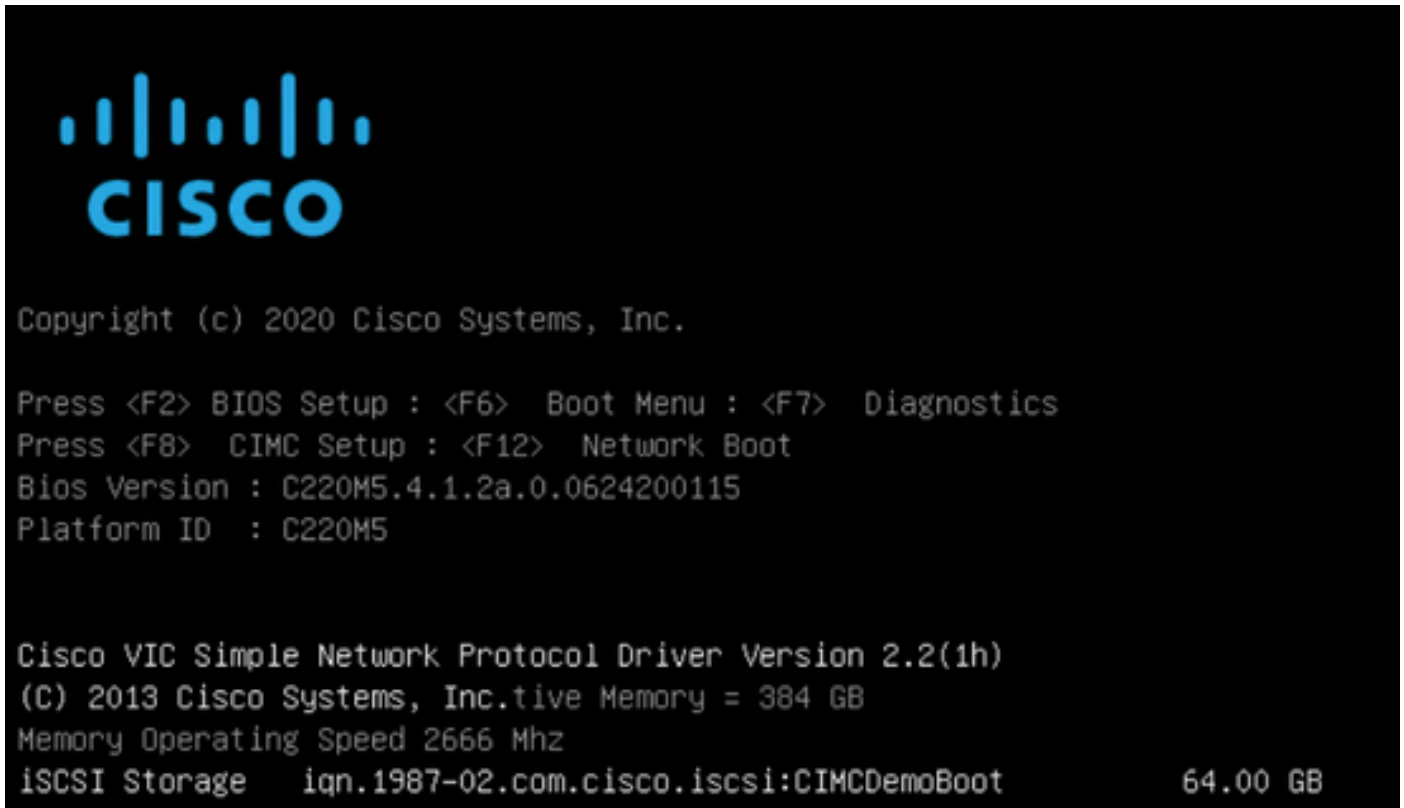 CISCO
Copyright (c) 2020 Cisco Systems, Inc.
Press <F2> BIOS Setup : <F6>  Boot Menu : <F7>  Diagnostics
Press <F8>  CIMC Setup : <F12>  Network Boot
Bios Version : C220M5.4.1.2a.0.0624200115
Platform ID  : C220M5
Cisco VIC Simple Network Protocol Driver Version 2.2(1h)
(C) 2013 Cisco Systems, Inc.tive Memory = 384 GB
Memory Operating Speed 2666 Mhz
iSCSI Storage   iqn.1987-02.com.cisco.iscsi:CIMCDemoBoot   64.00 GB